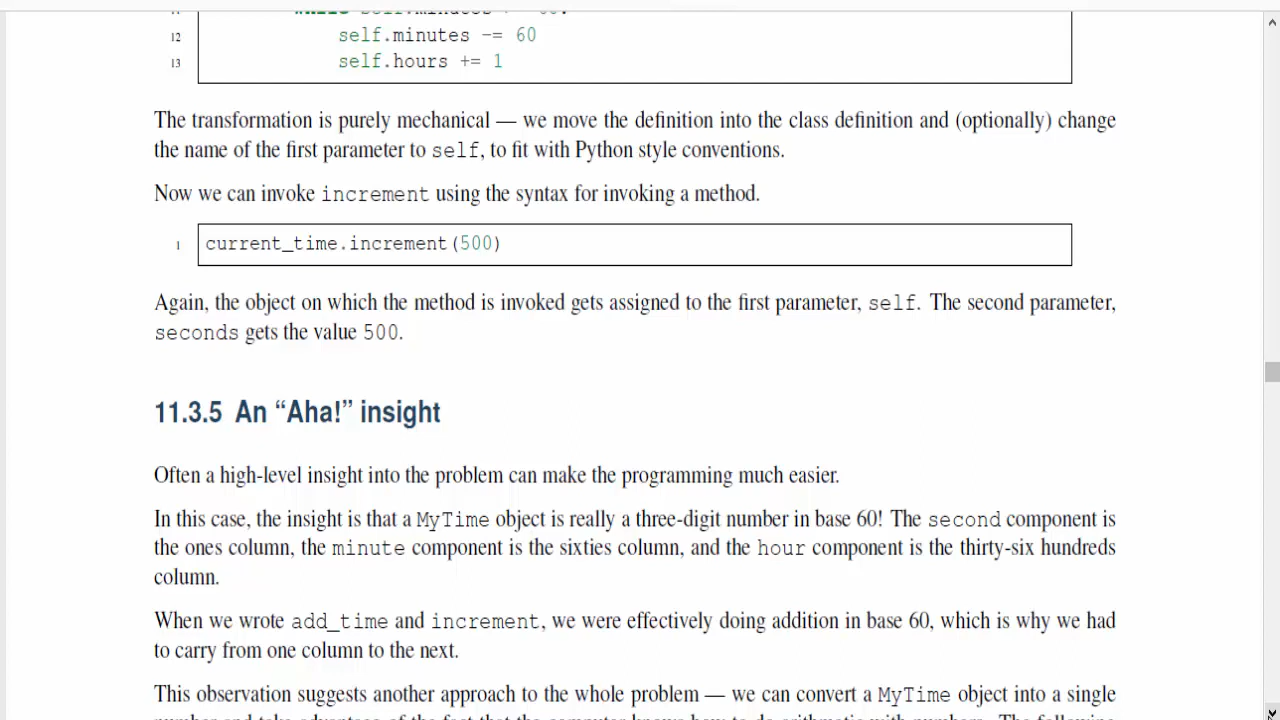 12 self.minutes -= 60
13 self.hours += 1
The transformation is purely mechanical — we move the definition into the class definition and (optionally) change
the name of the first parameter to self, to fit with Python style conventions.
Now we can invoke increment using the syntax for invoking a method.
1 current_time.increment(500)
Again, the object on which the method is invoked gets assigned to the first parameter, self. The second parameter,
seconds gets the value 500.
11.3.5 An “Aha!” insight
Often a high-level insight into the problem can make the programming much easier.
In this case, the insight is that a MyTime object is really a three-digit number in base 60! The second component is
the ones column, the minute component is the sixties column, and the hour component is the thirty-six hundreds
column.
When we wrote add_time and increment, we were effectively doing addition in base 60, which is why we had
to carry from one column to the next.
This observation suggests another approach to the whole problem — we can convert a MyTime object into a single